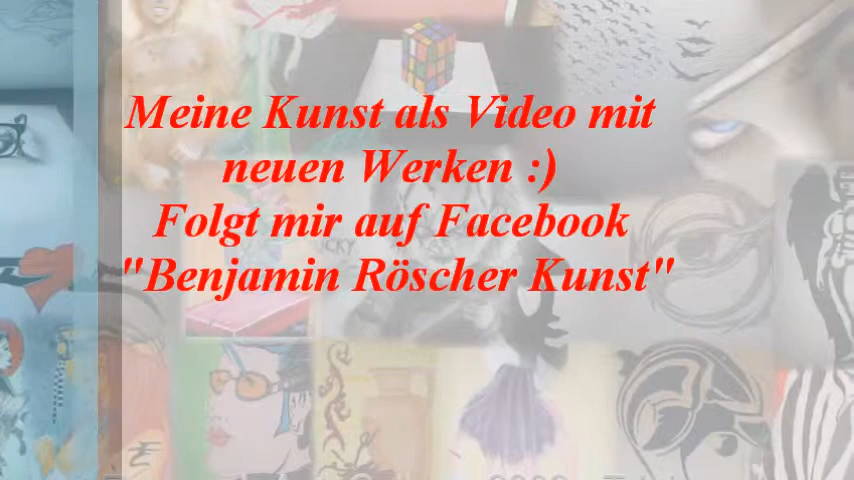 Meine Kunst als Video mit
neuen Werken :)
Folgt mir auf Facebook
"Benjamin Röscher Kunst"